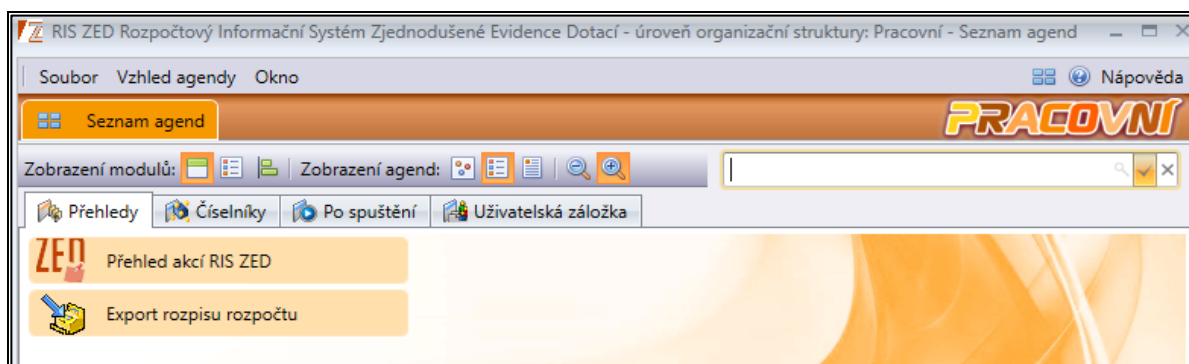 RIS ZED Rozpočtový Informační Systém Zjednodušené Evidence Dotací - úroveň organizační struktury: Pracovní - Seznam agend
Soubor Vzhled agendy Okno Nápověda
Seznam agend PRACOVNÍ
Zobrazení modulů: Zobrazení agend:
Přehledy Číselníky Po spuštění Uživatelská záložka
ZED Přehled akcí RIS ZED
Export rozpisu rozpočtu